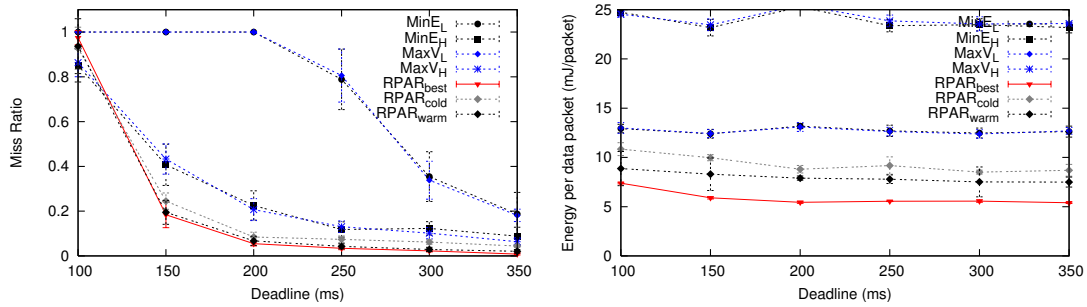 Miss Ratio
1
0.8
0.6
0.4
0.2
0
100 150 200 250 300 350
Deadline (ms)
MinE_L
MinE_H
MaxV_L
MaxV_H
RPAR_best
RPAR_cold
RPAR_warm
Energy per data packet (mJ/packet)
25
20
15
10
5
0
100 150 200 250 300 350
Deadline (ms)
MinE_L
MinE_H
MaxV_L
MaxV_H
RPAR_best
RPAR_cold
RPAR_warm